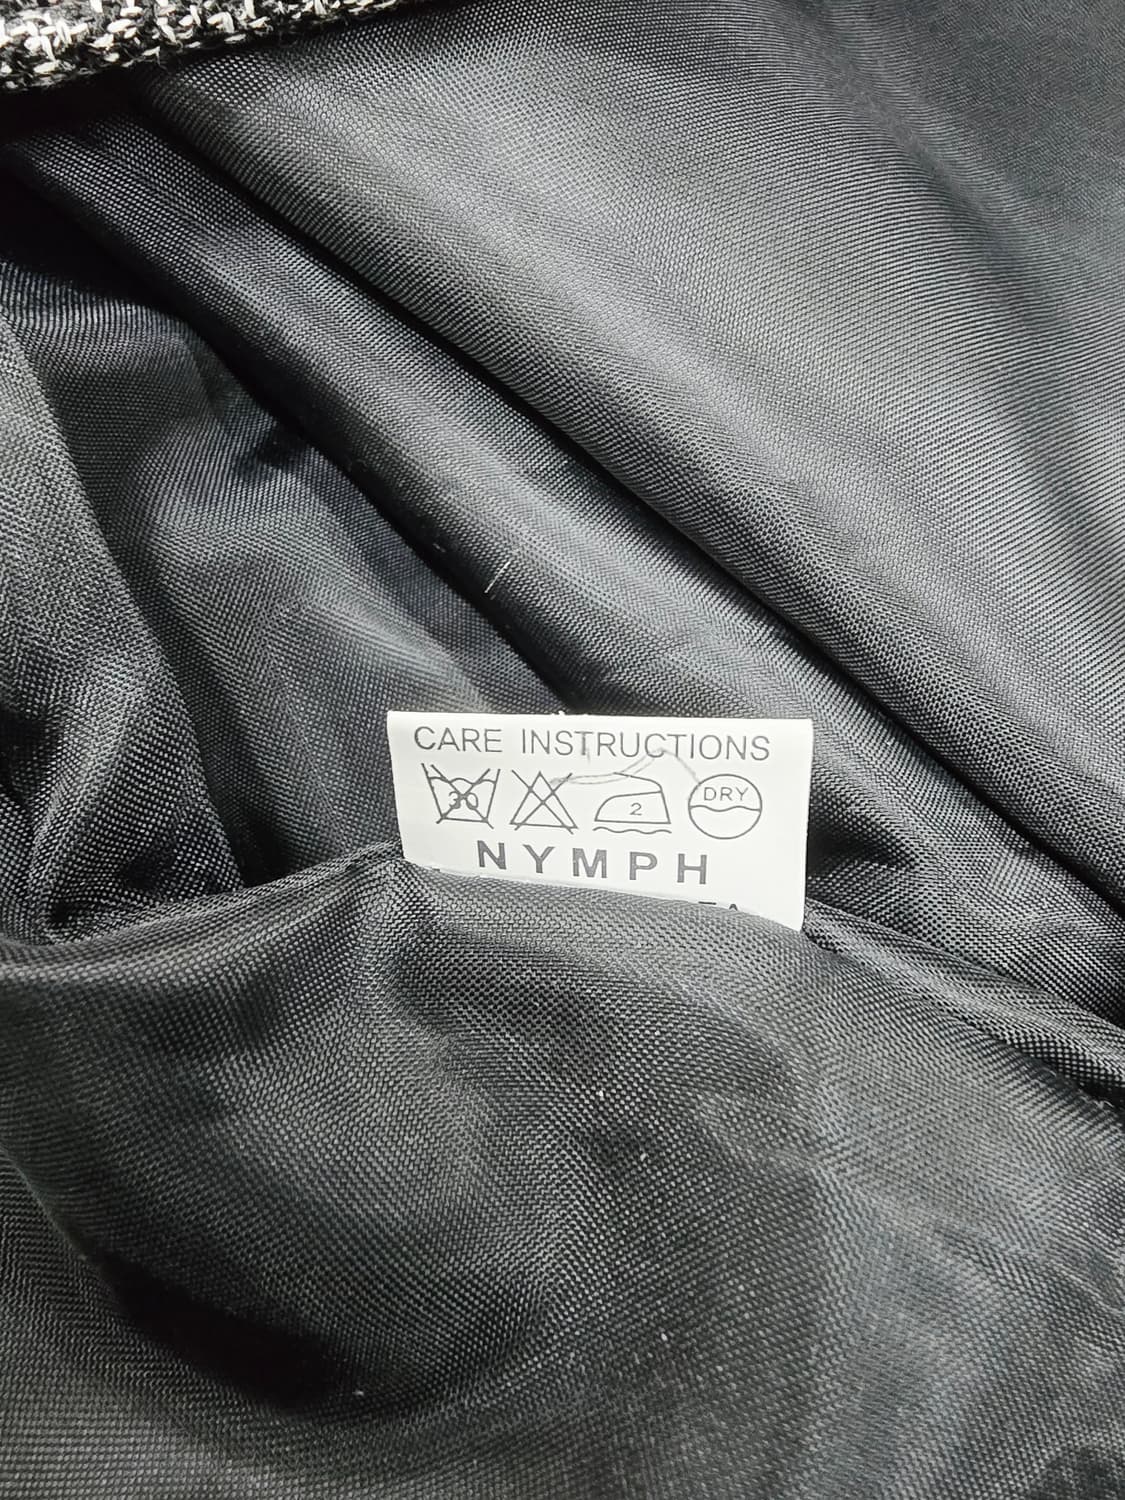 CARE INSTRUCTIONS
30 2 DRY
NYMPH